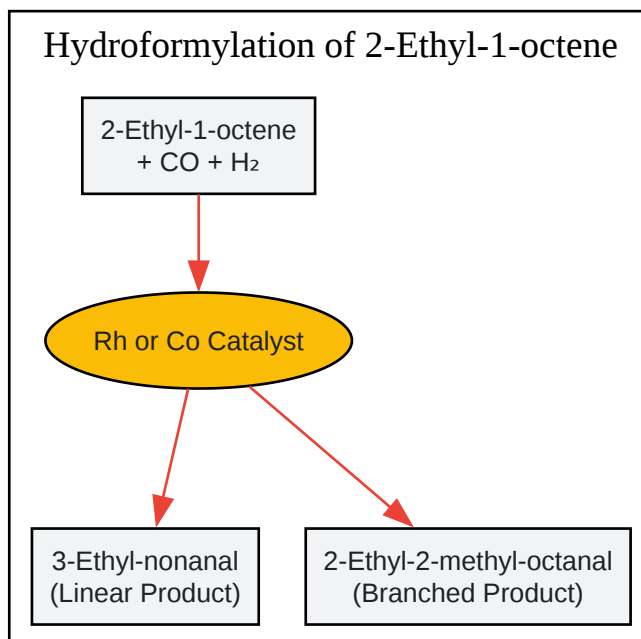 Hydroformylation of 2-Ethyl-1-octene
2-Ethyl-1-octene
+ CO + H₂
Rh or Co Catalyst
3-Ethyl-nonanal
(Linear Product)
2-Ethyl-2-methyl-octanal
(Branched Product)